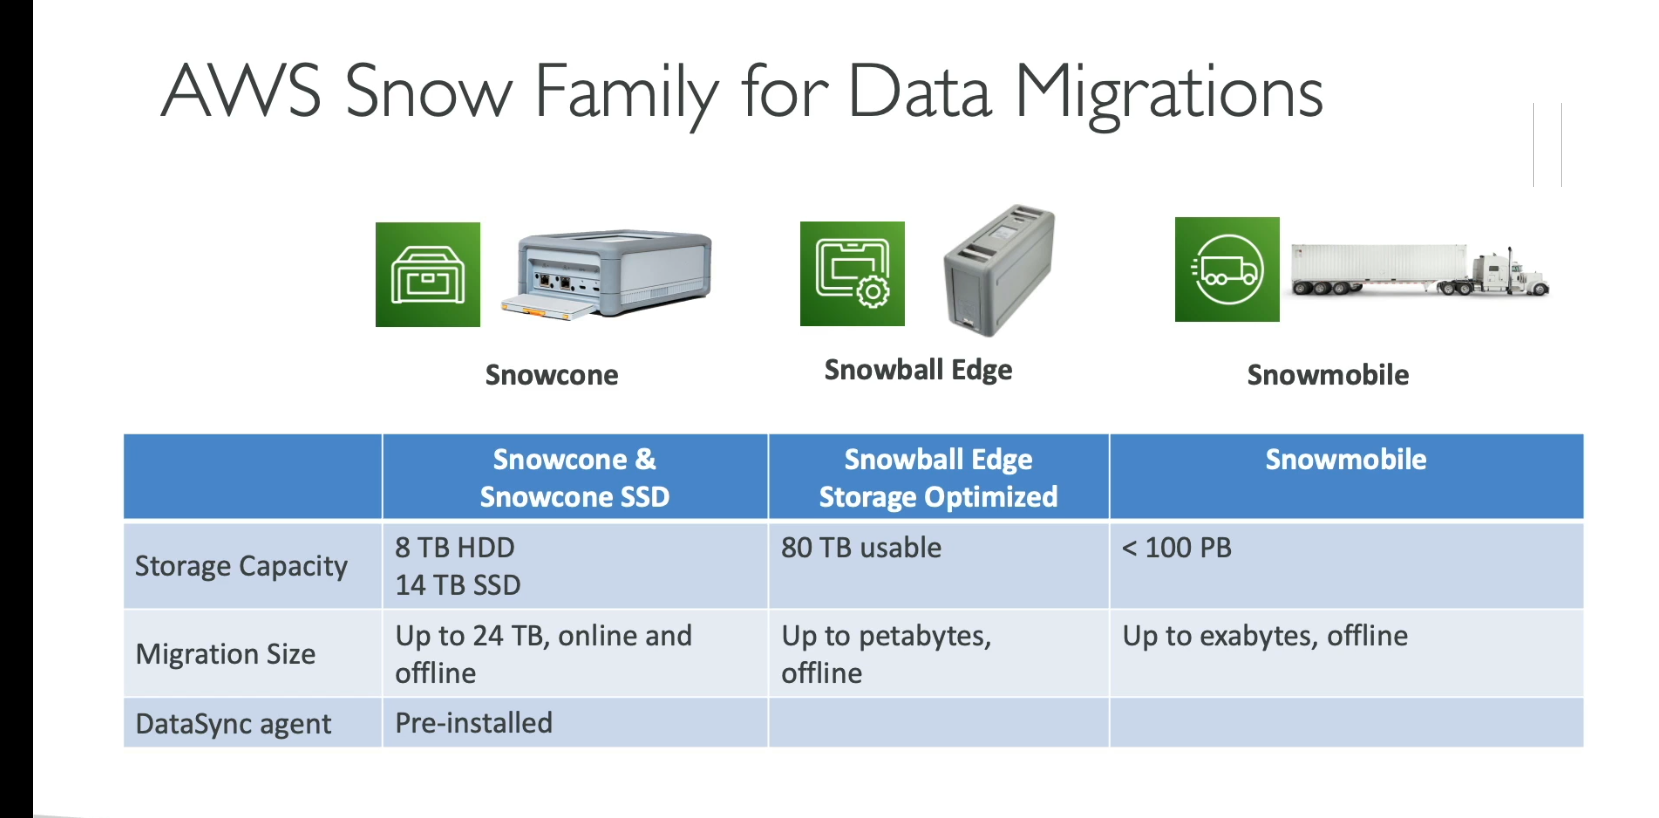 AWS Snow Family for Data Migrations
Snowcone
Snowball Edge
Snowmobile
Snowcone &
Snowcone SSD
Snowball Edge
Storage Optimized
Snowmobile
Storage Capacity
8 TB HDD
14 TB SSD
80 TB usable
< 100 PB
Migration Size
Up to 24 TB, online and
offline
Up to petabytes,
offline
Up to exabytes, offline
DataSync agent
Pre-installed